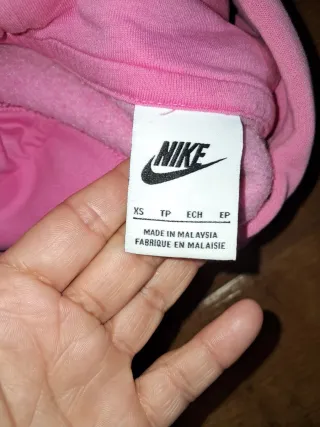 NIKE
XS TP ECH EP
MADE IN MALAYSIA
FABRIQUE EN MALAISIE